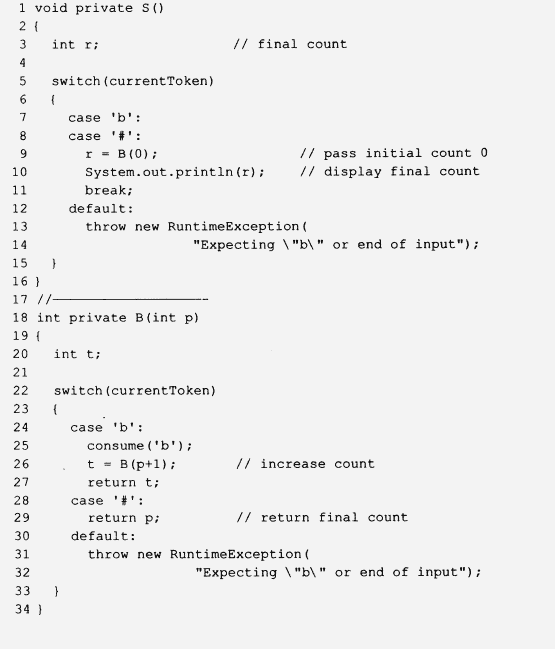 1 void private S()
2 {
3   int r;                // final count
4
5   switch(currentToken)
6   {
7     case 'b':
8     case '#':
9       r = B(0);                 // pass initial count 0
10       System.out.println(r);    // display final count
11       break;
12     default:
13       throw new RuntimeException(
14                    "Expecting \"b\" or end of input");
15   }
16 }
17 //----------------------
18 int private B(int p)
19 {
20   int t;
21
22   switch(currentToken)
23   {
24     case 'b':
25       consume('b');
26       t = B(p+1);       // increase count
27       return t;
28     case '#':
29       return p;         // return final count
30     default:
31       throw new RuntimeException(
32                    "Expecting \"b\" or end of input");
33   }
34 }